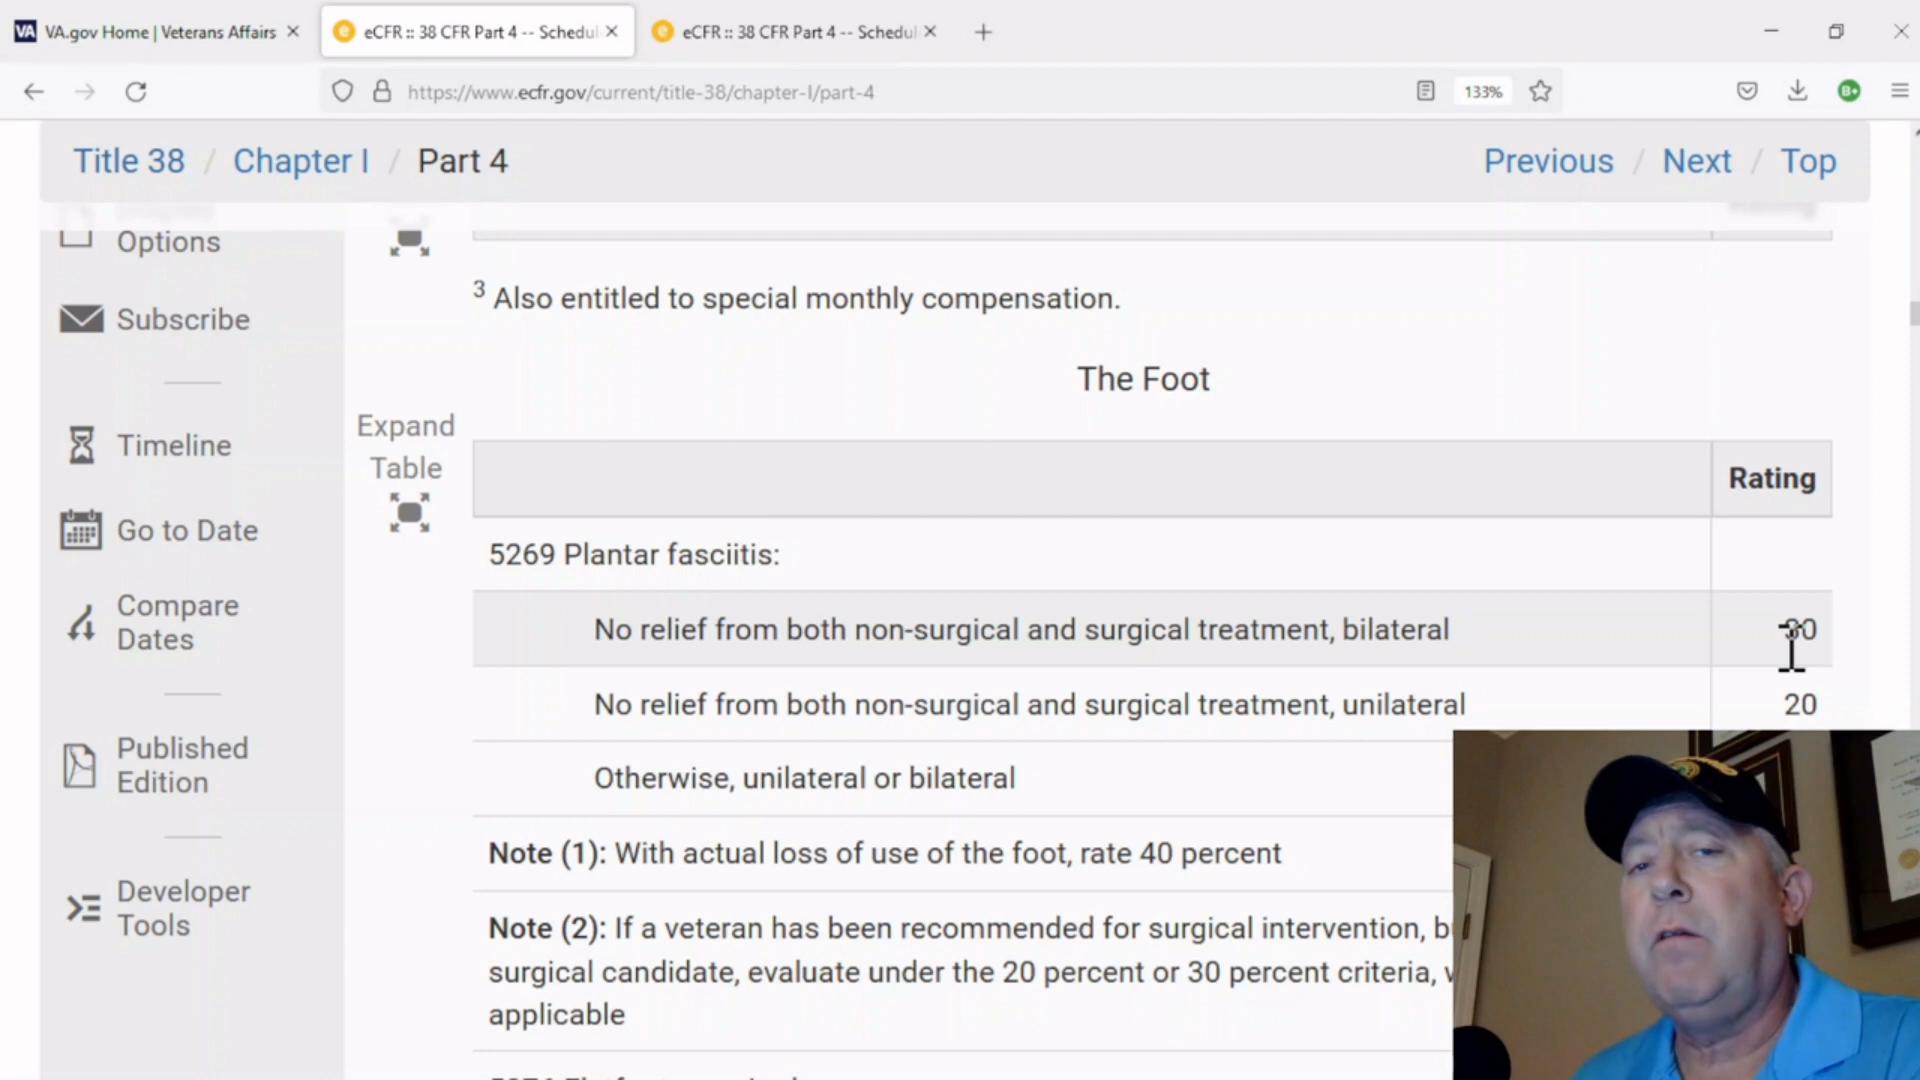 VA VA.gov Home | Veterans Affairs
eCFR :: 38 CFR Part 4 -- Schedul
eCFR :: 38 CFR Part 4 -- Schedul
https://www.ecfr.gov/current/title-38/chapter-I/part-4
133%
B+
Title 38 / Chapter I / Part 4
Previous / Next / Top
Options
Subscribe
Timeline
Go to Date
Compare
Dates
Published
Edition
Developer
Tools
3 Also entitled to special monthly compensation.
The Foot
Expand
Table
Rating
5269 Plantar fasciitis:
No relief from both non-surgical and surgical treatment, bilateral 30
No relief from both non-surgical and surgical treatment, unilateral 20
Otherwise, unilateral or bilateral
Note (1): With actual loss of use of the foot, rate 40 percent
Note (2): If a veteran has been recommended for surgical intervention,
surgical candidate, evaluate under the 20 percent or 30 percent criteria,
applicable